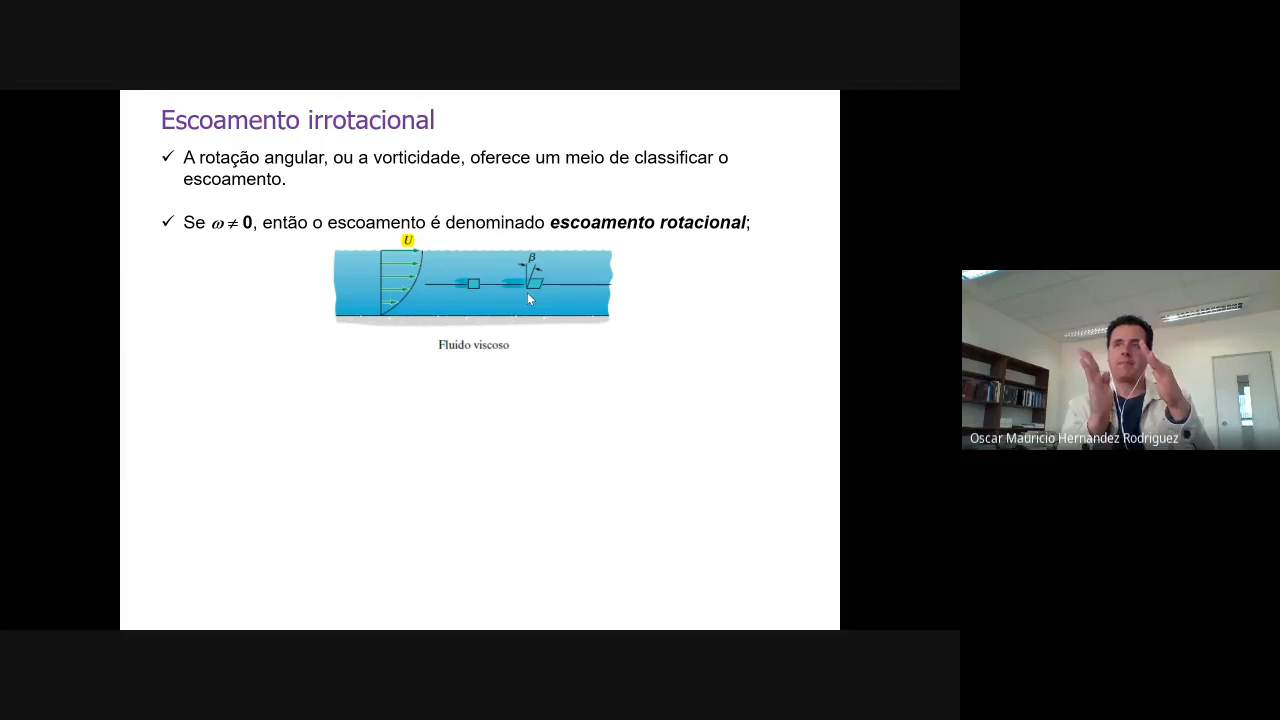 Escoamento irrotacional
✓ A rotação angular, ou a vorticidade, oferece um meio de classificar o
escoamento.
✓ Se ω ≠ 0, então o escoamento é denominado escoamento rotacional;
U
β
Fluido viscoso
Oscar Mauricio Hernandez Rodriguez